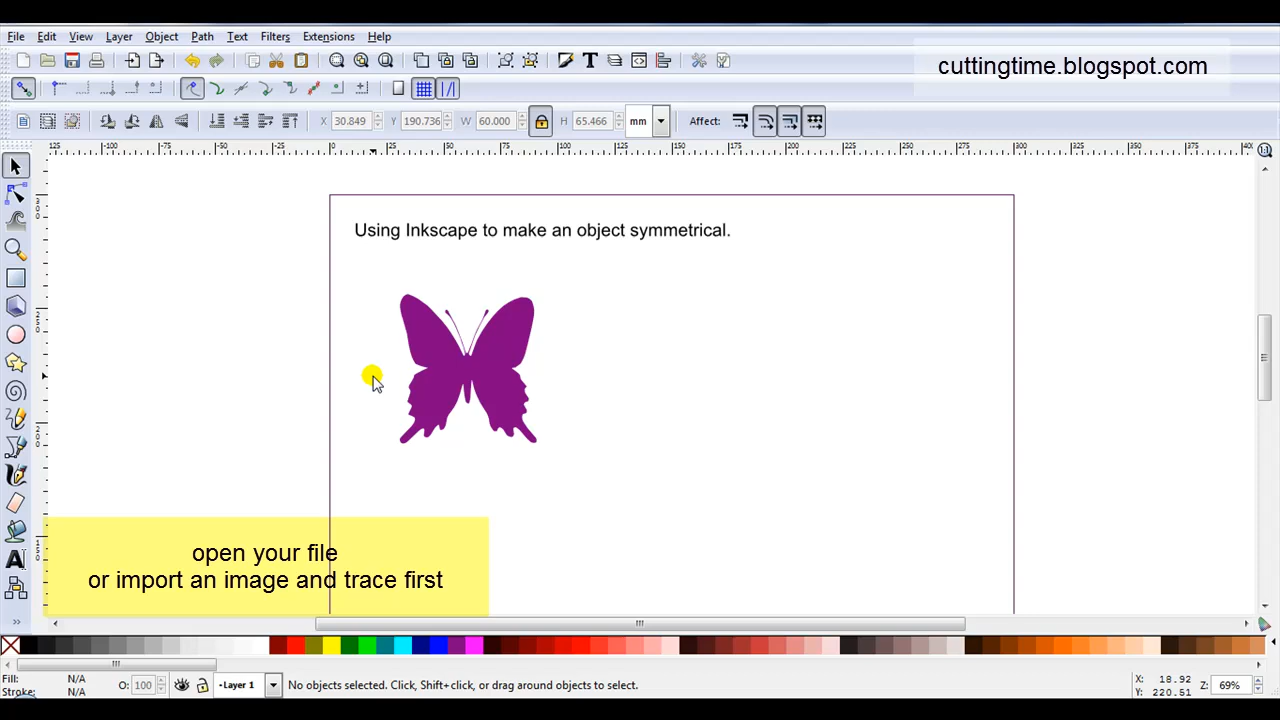 File Edit View Layer Object Path Text Filters Extensions Help
cuttingtime.blogspot.com
X 30.849 Y 190.736 W 60.000 H 65.466 mm Affect:
Using Inkscape to make an object symmetrical.
open your file
or import an image and trace first
Fill: N/A
Stroke: N/A
O: 100
Layer 1
No objects selected. Click, Shift+click, or drag around objects to select.
X: 18.92
Y: 220.51
Z: 69%